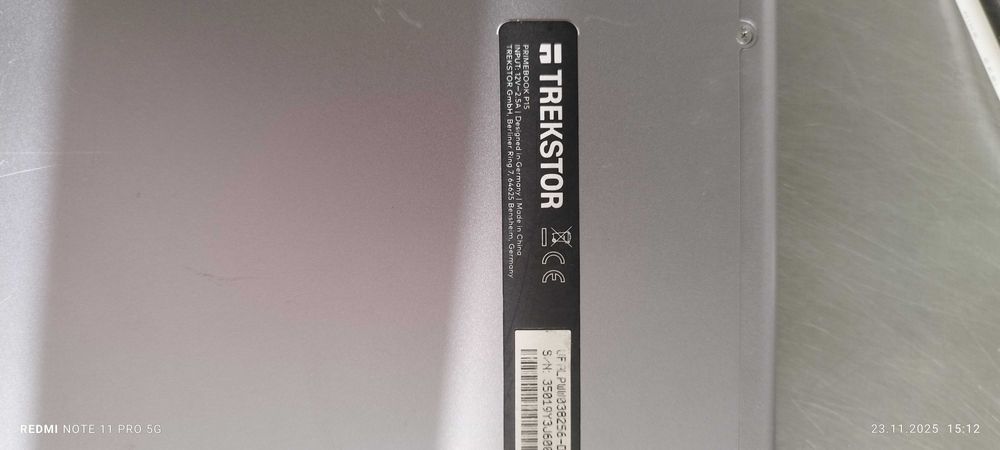 TREKSTOR
PRIMEBOOK P15
INPUT: 12V⎓2.5A | Designed in Germany | Made in China
TREKSTOR GmbH, Berliner Ring 7, 64625 Bensheim, Germany
CE
S/N: 35019Y3J600
REDMI NOTE 11 PRO 5G
23.11.2025 15:12